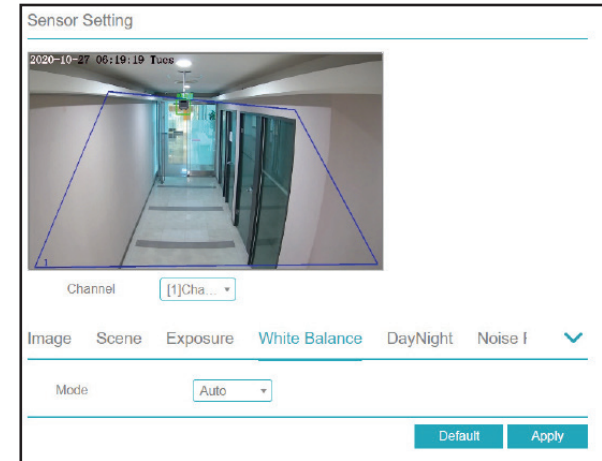 Sensor Setting
2020-10-27 06:19:19 Tues
1
Channel [1]Cha...
Image Scene Exposure White Balance DayNight Noise
Mode Auto
Default Apply